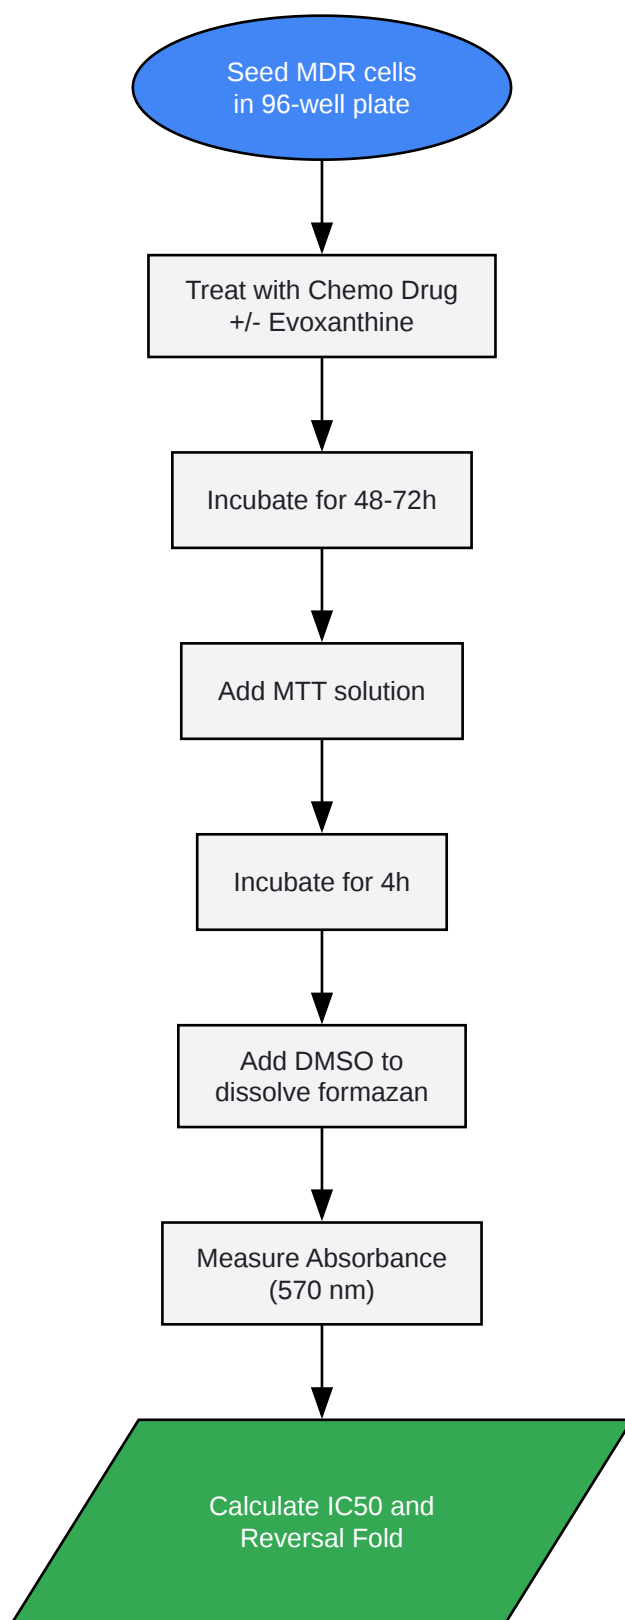 Seed MDR cells
in 96-well plate
Treat with Chemo Drug
+/- Evoxanthine
Incubate for 48-72h
Add MTT solution
Incubate for 4h
Add DMSO to
dissolve formazan
Measure Absorbance
(570 nm)
Calculate IC50 and
Reversal Fold